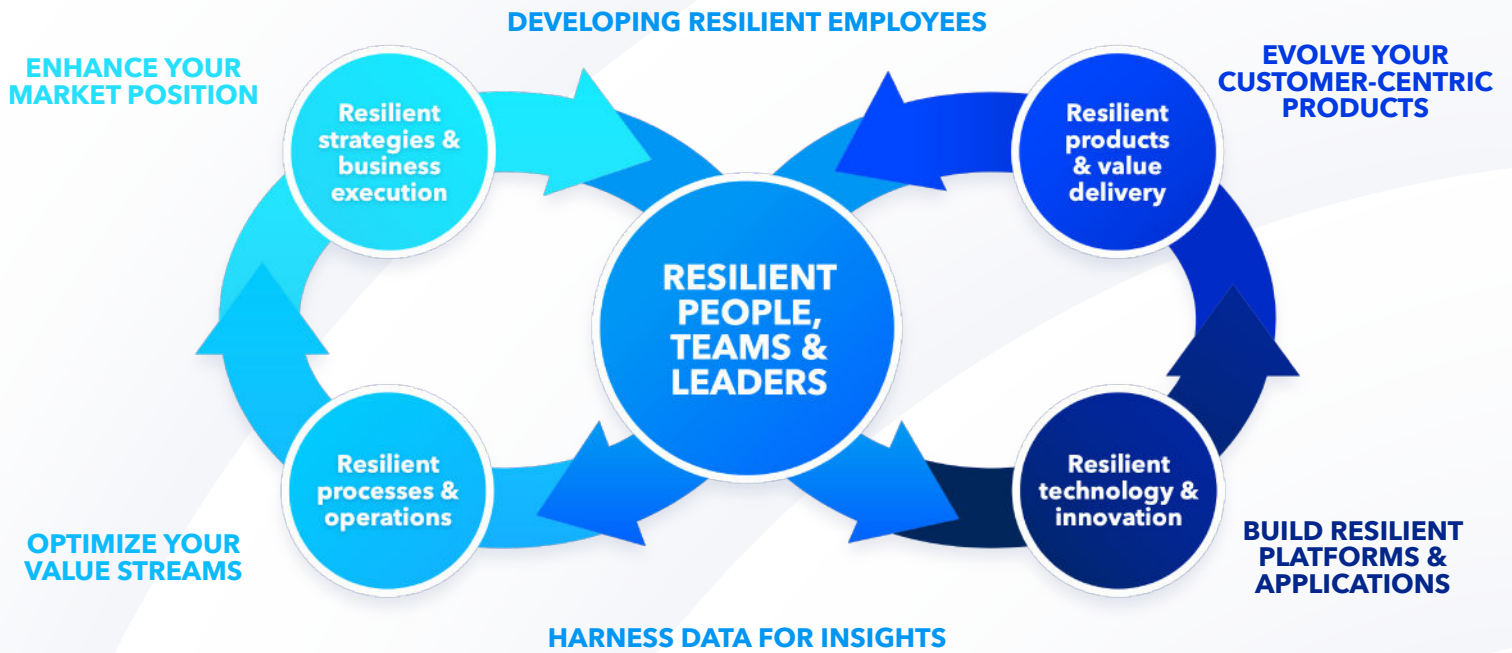 DEVELOPING RESILIENT EMPLOYEES
ENHANCE YOUR
MARKET POSITION
Resilient
strategies &
business
execution
Resilient
products
& value
delivery
EVOLVE YOUR
CUSTOMER-CENTRIC
PRODUCTS
RESILIENT
PEOPLE,
TEAMS &
LEADERS
OPTIMIZE YOUR
VALUE STREAMS
Resilient
processes &
operations
Resilient
technology &
innovation
BUILD RESILIENT
PLATFORMS &
APPLICATIONS
HARNESS DATA FOR INSIGHTS